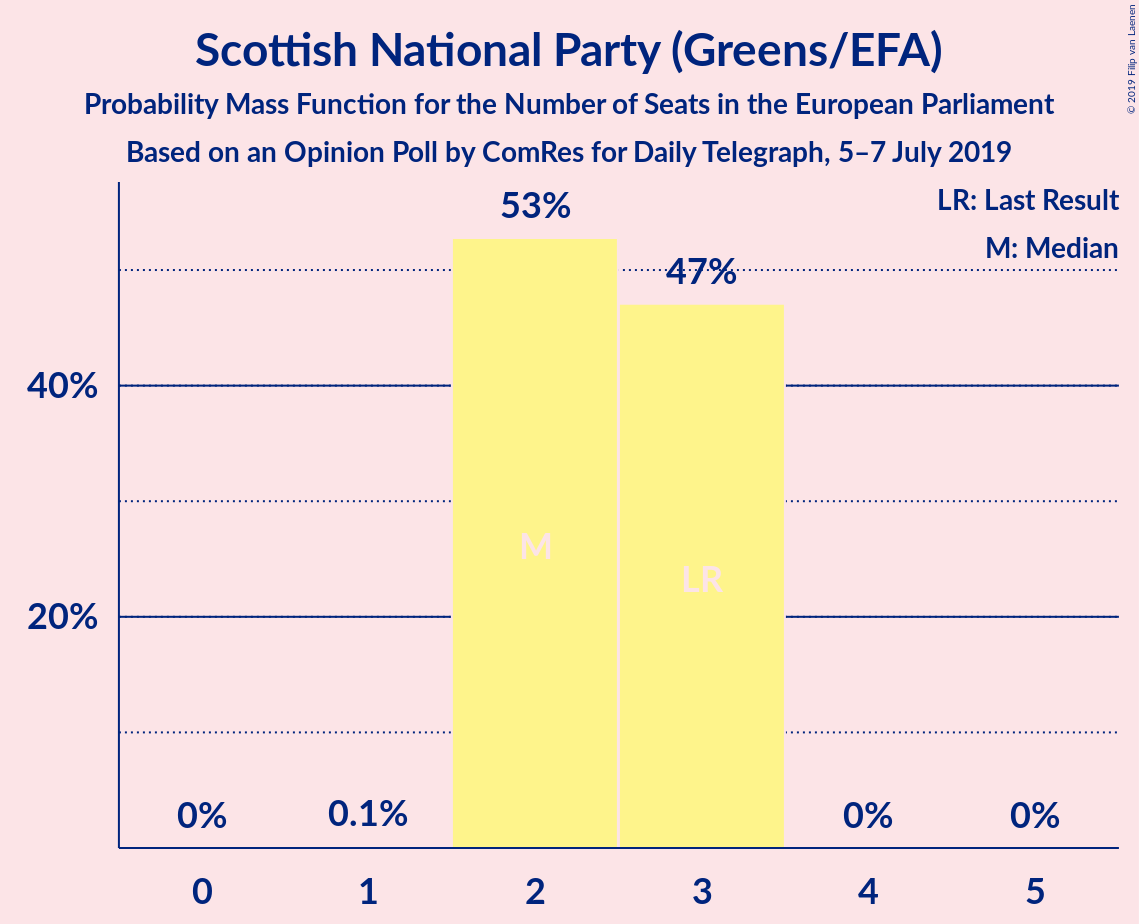 Scottish National Party (Greens/EFA)
Probability Mass Function for the Number of Seats in the European Parliament
Based on an Opinion Poll by ComRes for Daily Telegraph, 5–7 July 2019
© 2019 Filip van Laenen
LR: Last Result
M: Median
53%
47%
40%
M
LR
20%
0%
0.1%
0%
0%
0
1
2
3
4
5